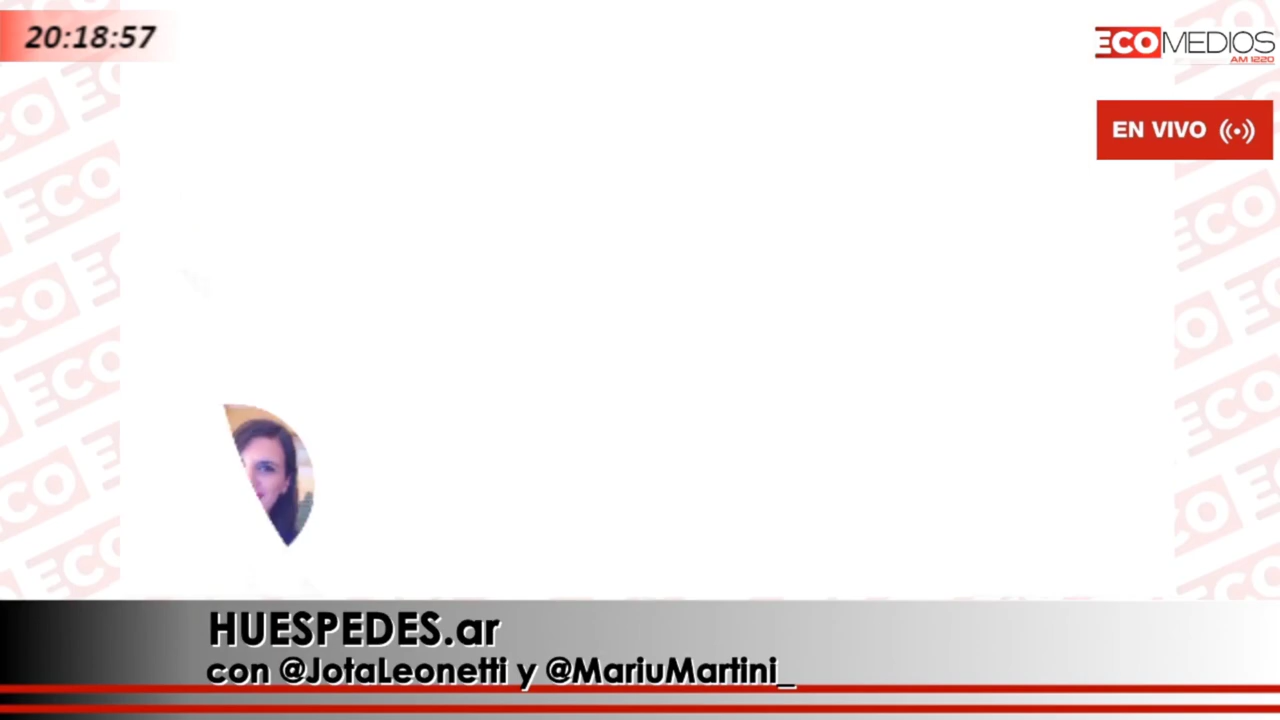 20:18:57
ECOMEDIOS
AM 1220
EN VIVO
HUESPEDES.ar
con @JotaLeonetti y @MariuMartini_